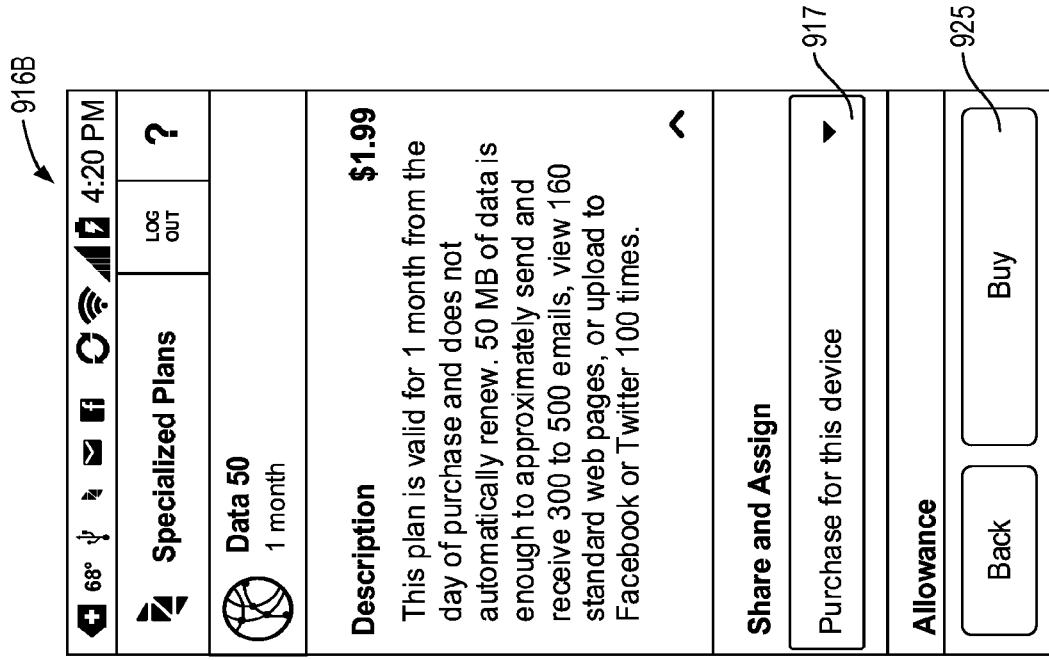 916B
68° 4:20 PM
Specialized Plans LOG OUT ?
Data 50
1 month
Description $1.99
This plan is valid for 1 month from the
day of purchase and does not
automatically renew. 50 MB of data is
enough to approximately send and
receive 300 to 500 emails, view 160
standard web pages, or upload to
Facebook or Twitter 100 times.
Share and Assign
Purchase for this device
917
Allowance
Back Buy
925